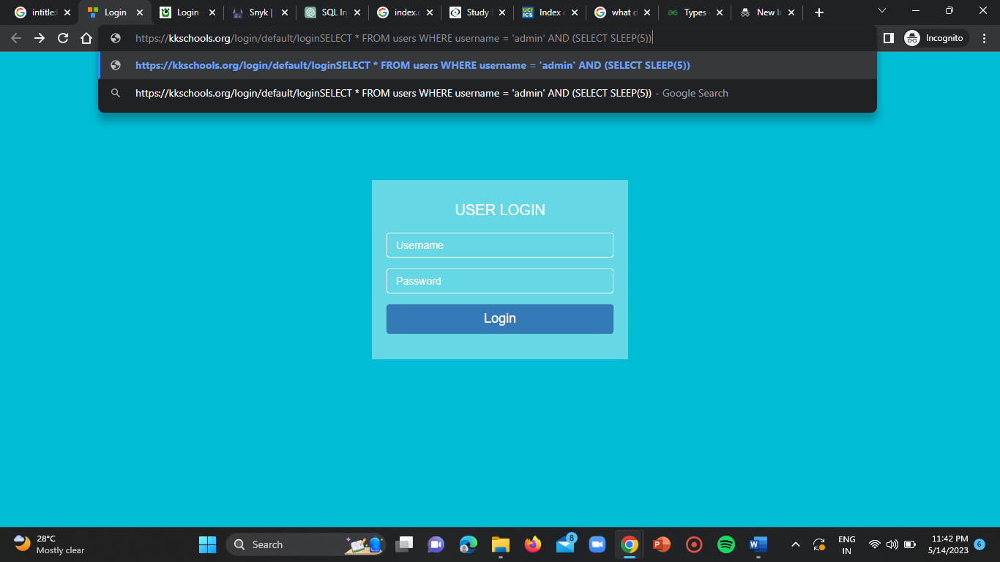 intitle:l Login Login Snyk | SQL Inj index.c Study Index c what d Types New In
https://kkschools.org/login/default/loginSELECT * FROM users WHERE username = 'admin' AND (SELECT SLEEP(5)) Incognito
https://kkschools.org/login/default/loginSELECT * FROM users WHERE username = 'admin' AND (SELECT SLEEP(5))
https://kkschools.org/login/default/loginSELECT * FROM users WHERE username = 'admin' AND (SELECT SLEEP(5)) - Google Search
USER LOGIN
Username
Password
Login
28°C
Mostly clear
Search
8
ENG
IN
11:42 PM
5/14/2023
6